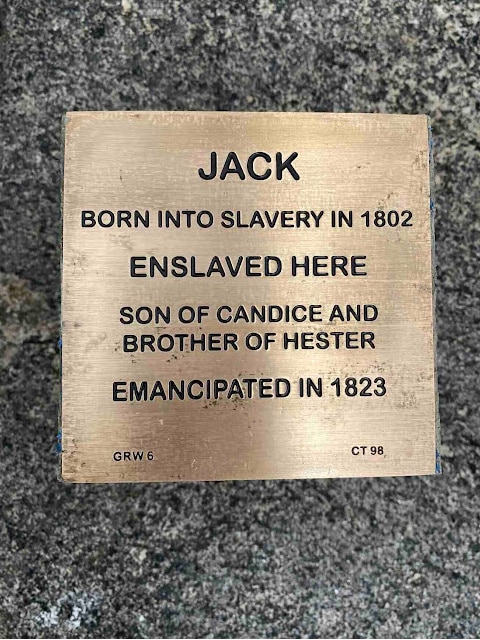 JACK
BORN INTO SLAVERY IN 1802
ENSLAVED HERE
SON OF CANDICE AND
BROTHER OF HESTER
EMANCIPATED IN 1823
GRW 6 CT 98